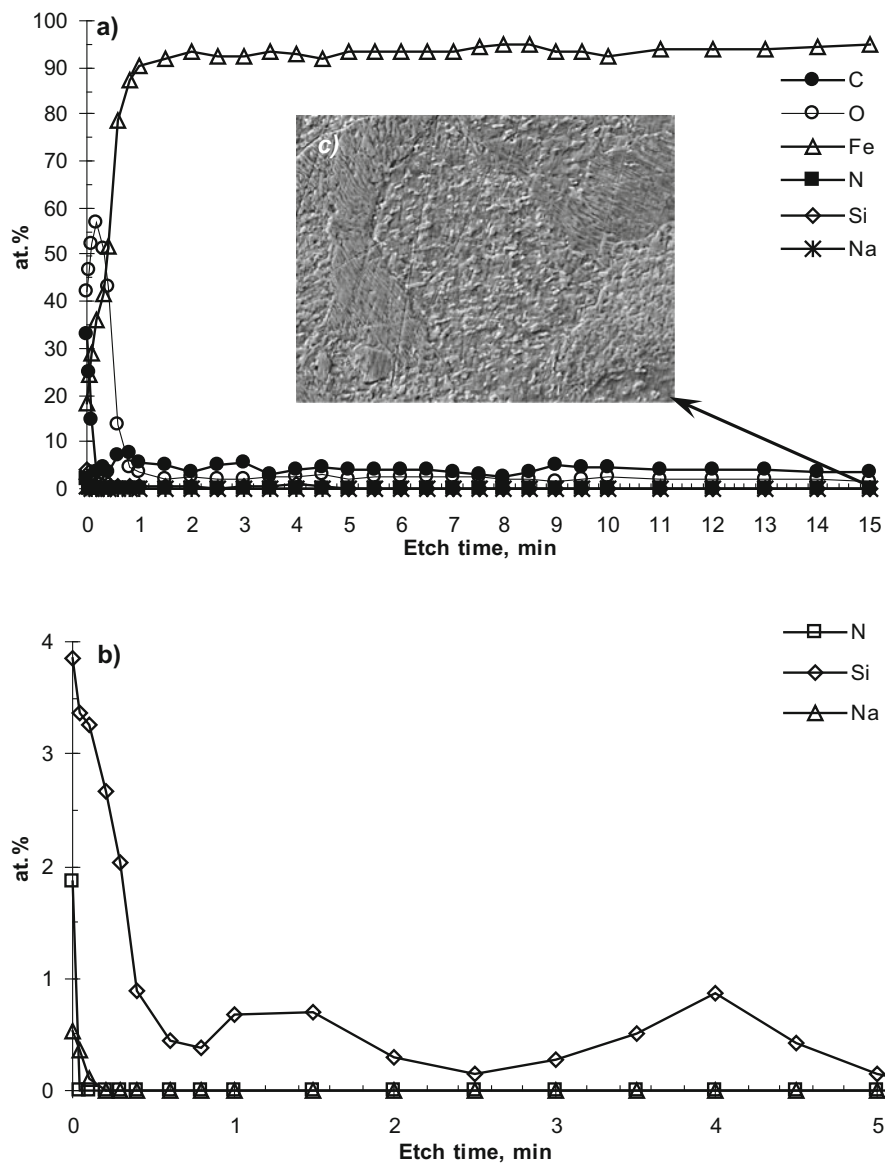 a)
100
90
80
70
60
50
40
30
20
10
0
at.%
c)
C
O
Fe
N
Si
Na
0 1 2 3 4 5 6 7 8 9 10 11 12 13 14 15
Etch time, min
b)
4
3
2
1
0
at.%
N
Si
Na
0 1 2 3 4 5
Etch time, min